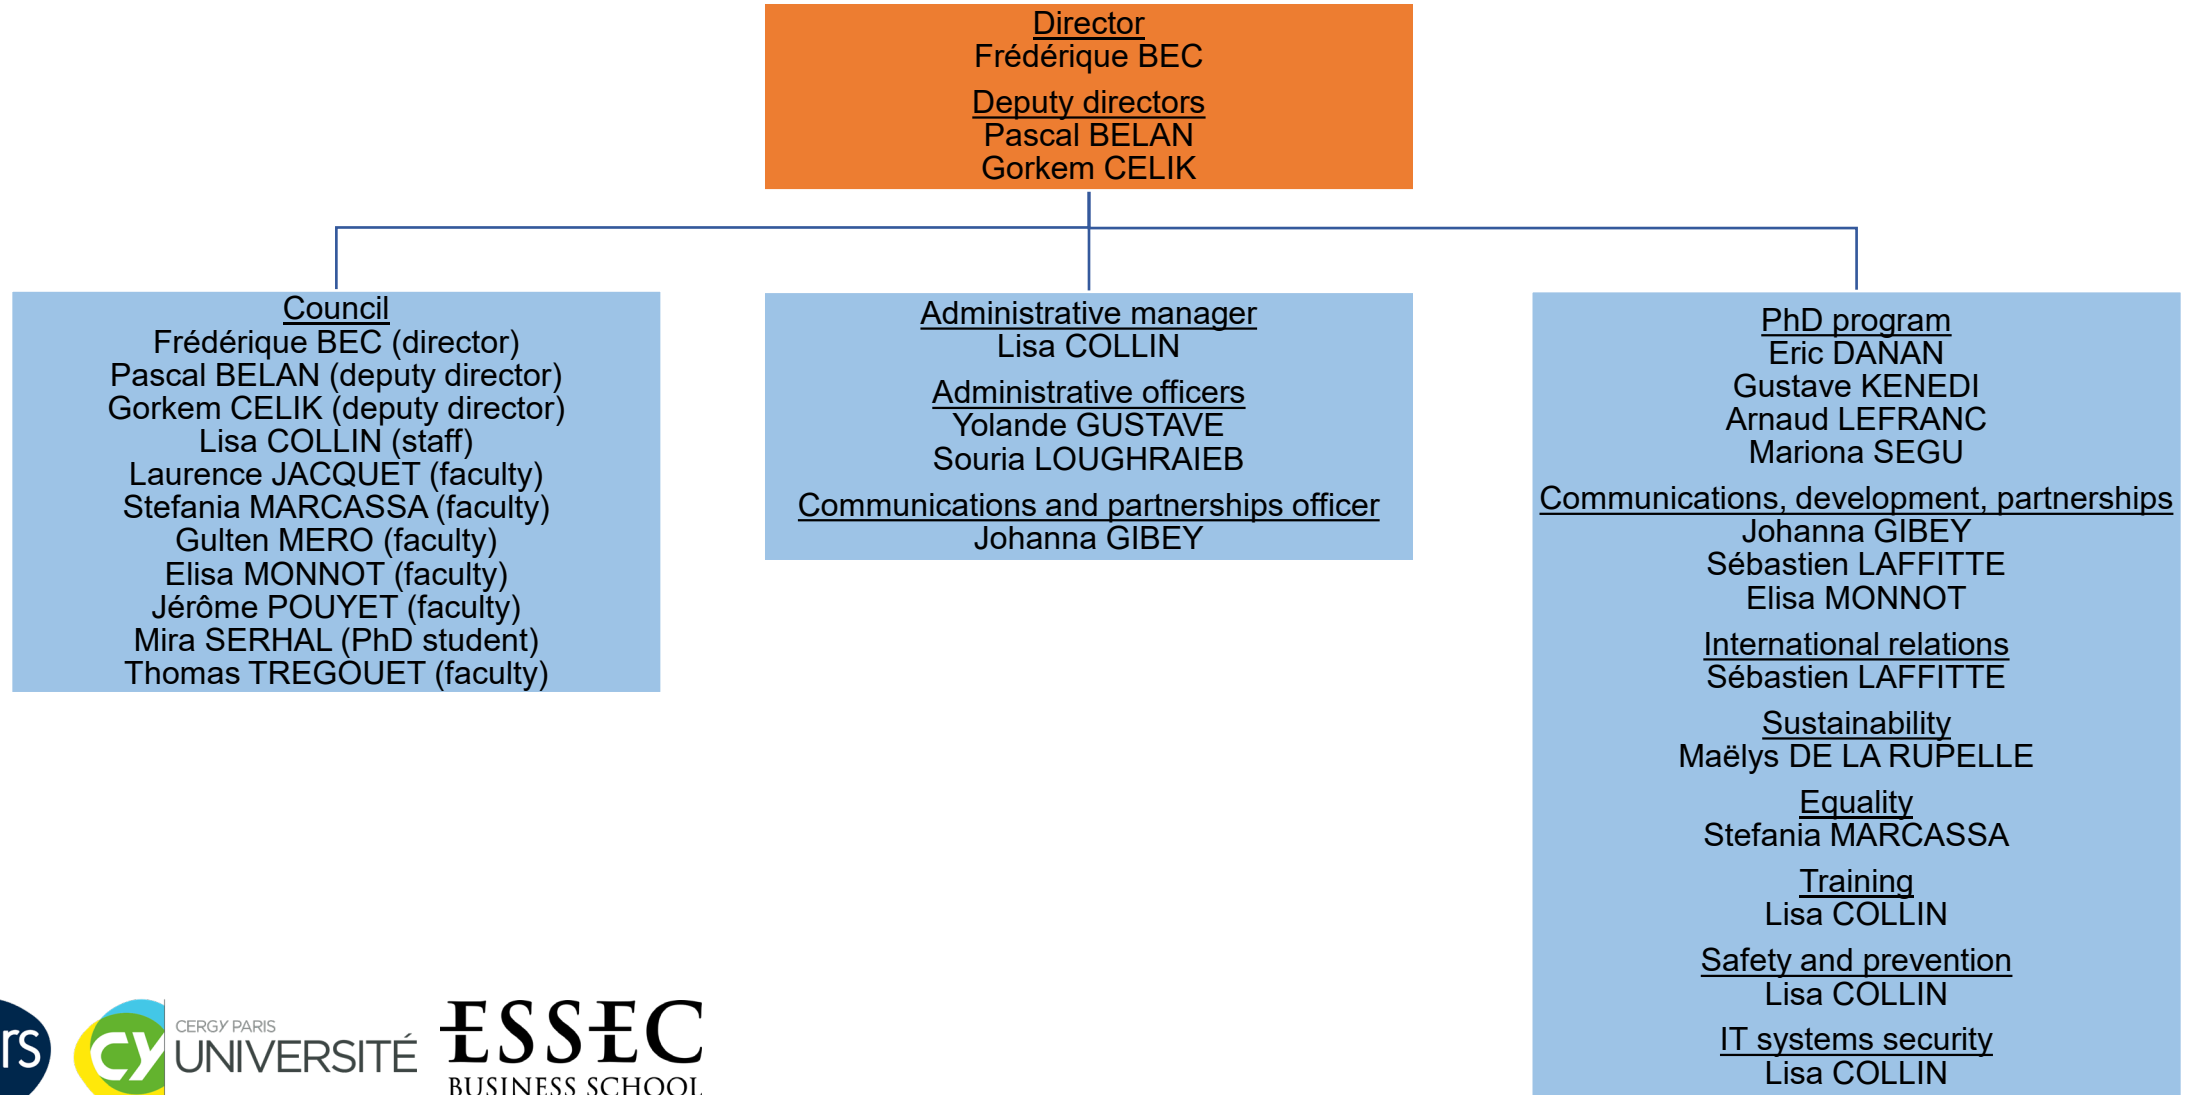 Director
Frédérique BEC
Deputy directors
Pascal BELAN
Gorkem CELIK
Council
Frédérique BEC (director)
Pascal BELAN (deputy director)
Gorkem CELIK (deputy director)
Lisa COLLIN (staff)
Laurence JACQUET (faculty)
Stefania MARCASSA (faculty)
Gulten MERO (faculty)
Elisa MONNOT (faculty)
Jérôme POUYET (faculty)
Mira SERHAL (PhD student)
Thomas TREGOUET (faculty)
Administrative manager
Lisa COLLIN
Administrative officers
Yolande GUSTAVE
Souria LOUGHRAIEB
Communications and partnerships officer
Johanna GIBEY
PhD program
Eric DANAN
Gustave KENEDI
Arnaud LEFRANC
Mariona SEGU
Communications, development, partnerships
Johanna GIBEY
Sébastien LAFFITTE
Elisa MONNOT
International relations
Sébastien LAFFITTE
Sustainability
Maëlys DE LA RUPELLE
Equality
Stefania MARCASSA
Training
Lisa COLLIN
Safety and prevention
Lisa COLLIN
IT systems security
Lisa COLLIN
rs
CY
CERGY PARIS
UNIVERSITÉ
ESSEC
BUSINESS SCHOOL